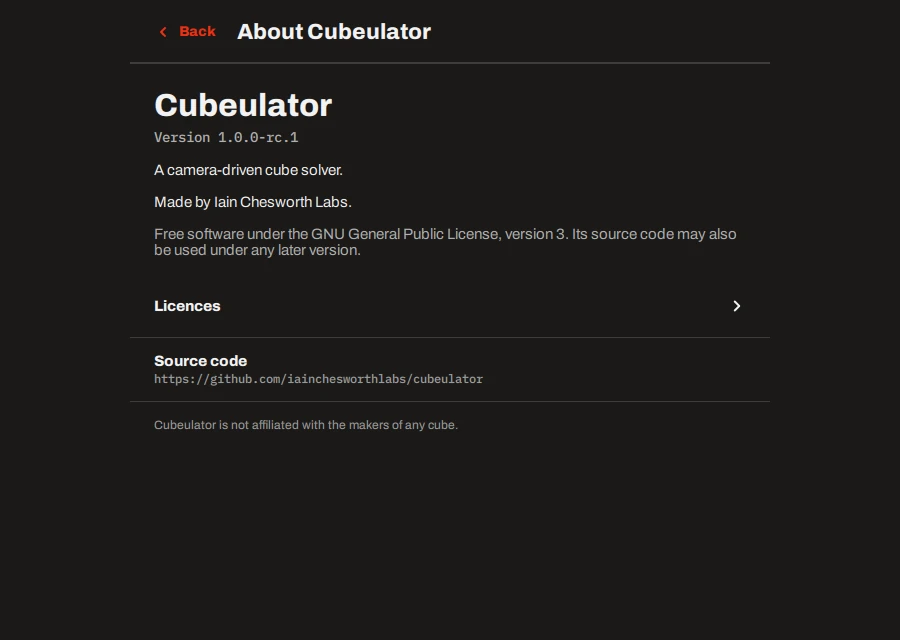 Back
About Cubeulator
Cubeulator
Version 1.0.0-rc.1
A camera-driven cube solver.
Made by Iain Chesworth Labs.
Free software under the GNU General Public License, version 3. Its source code may also
be used under any later version.
Licences
Source code
https://github.com/iainchesworthlabs/cubeulator
Cubeulator is not affiliated with the makers of any cube.